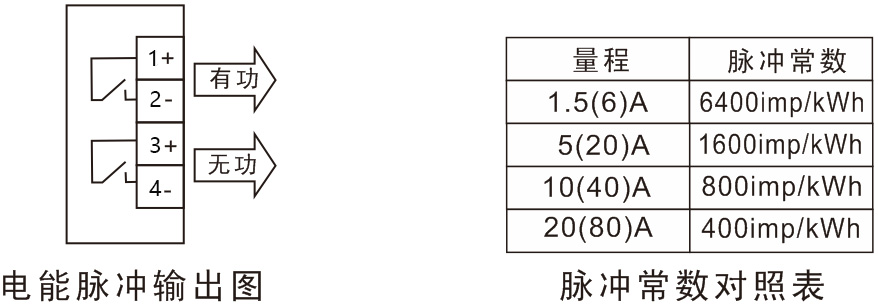 1+
2-
有功
3+
4-
无功
电能脉冲输出图
量程 脉冲常数
1.5(6)A 6400imp/kWh
5(20)A 1600imp/kWh
10(40)A 800imp/kWh
20(80)A 400imp/kWh
脉冲常数对照表